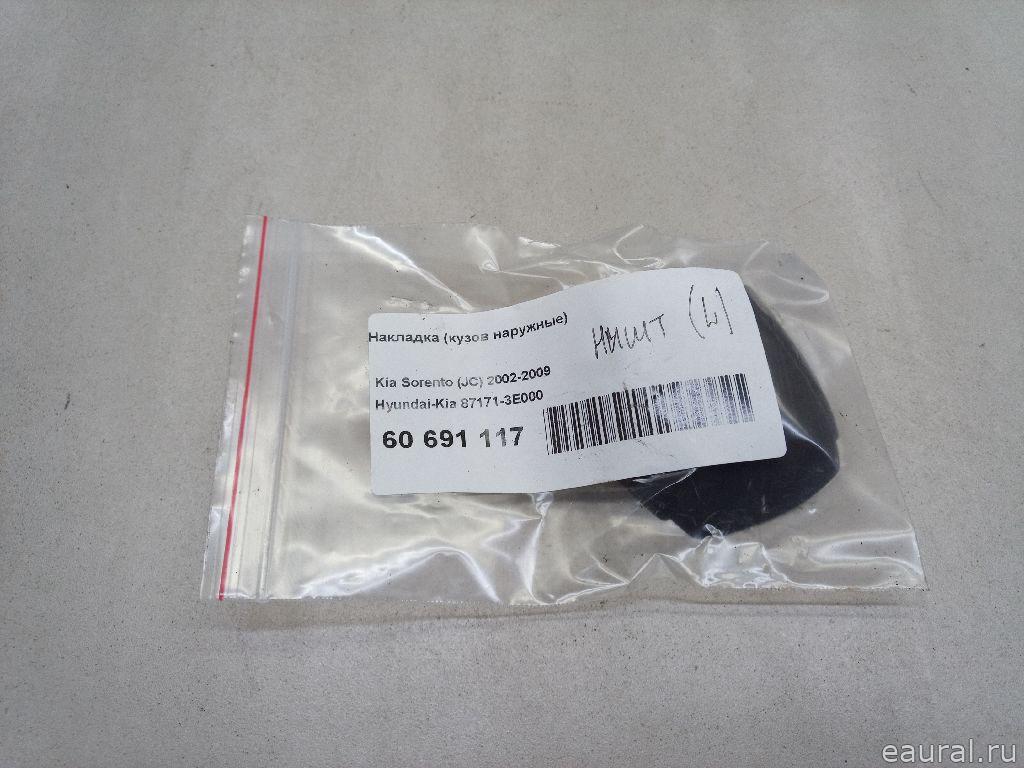 Накладка (кузов наружные)
(L)
Kia Sorento (JC) 2002-2009
Hyundai-Kia 87171-3E000
60 691 117
eaural.ru